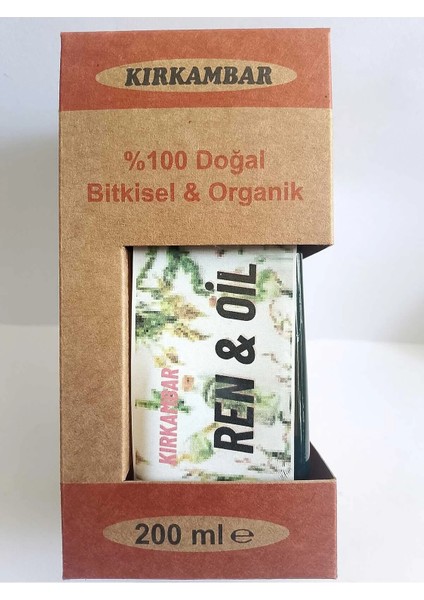 KIRKAMBAR
%100 Doğal
Bitkisel & Organik
KIRKAMBAR
REN & OİL
200 ml ℮